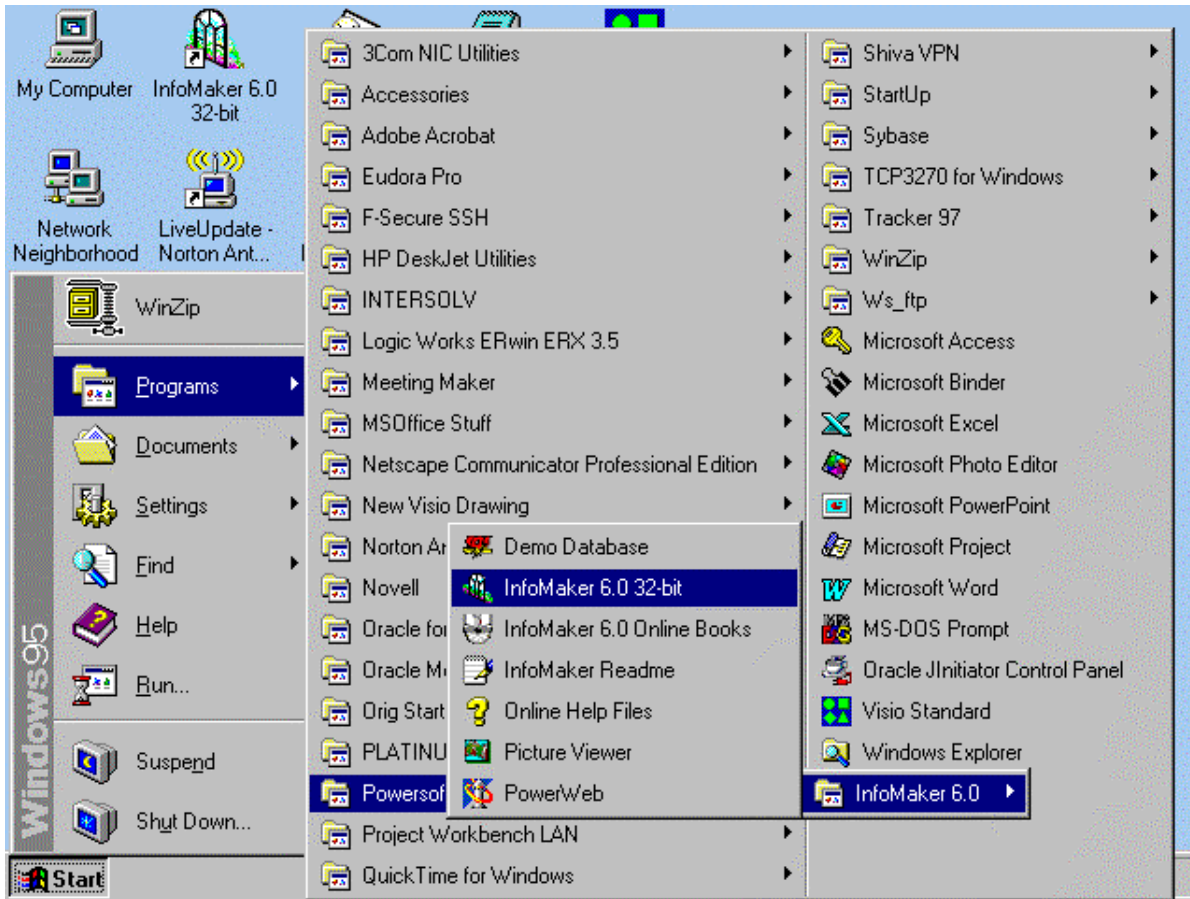 My Computer
InfoMaker 6.0
32-bit
Network
Neighborhood
LiveUpdate -
Norton Ant...
WinZip
Programs
Documents
Settings
Find
Help
Run...
Suspend
Shut Down...
Windows95
Start
3Com NIC Utilities
Accessories
Adobe Acrobat
Eudora Pro
F-Secure SSH
HP DeskJet Utilities
INTERSOLV
Logic Works ERwin ERX 3.5
Meeting Maker
MSOffice Stuff
Netscape Communicator Professional Edition
New Visio Drawing
Norton An
Novell
Oracle for
Oracle M
Orig Start
PLATINU
Powersof
Project Workbench LAN
QuickTime for Windows
Shiva VPN
StartUp
Sybase
TCP3270 for Windows
Tracker 97
WinZip
Ws_ftp
Microsoft Access
Microsoft Binder
Microsoft Excel
Microsoft Photo Editor
Microsoft PowerPoint
Microsoft Project
Microsoft Word
MS-DOS Prompt
Oracle JInitiator Control Panel
Visio Standard
Windows Explorer
InfoMaker 6.0
Demo Database
InfoMaker 6.0 32-bit
InfoMaker 6.0 Online Books
InfoMaker Readme
Online Help Files
Picture Viewer
PowerWeb